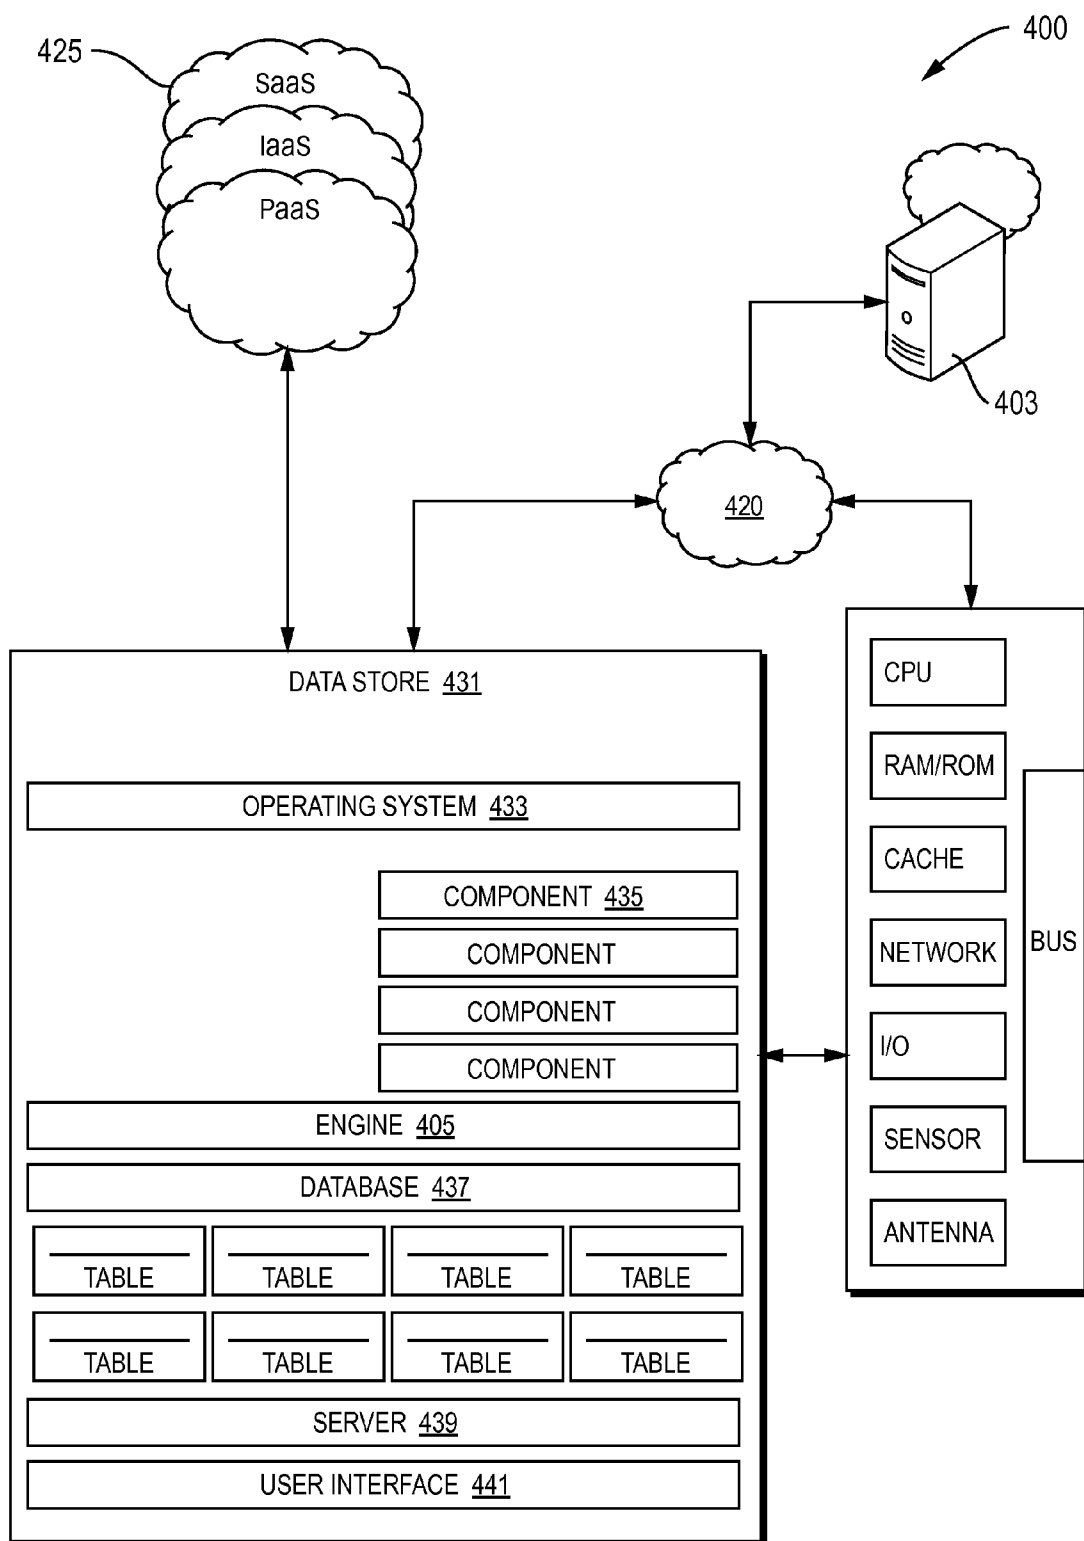 400
425
SaaS
IaaS
PaaS
403
420
DATA STORE 431
OPERATING SYSTEM 433
COMPONENT 435
COMPONENT
COMPONENT
COMPONENT
ENGINE 405
DATABASE 437
TABLE TABLE TABLE TABLE
TABLE TABLE TABLE TABLE
SERVER 439
USER INTERFACE 441
CPU
RAM/ROM
CACHE
NETWORK
I/O
SENSOR
ANTENNA
BUS